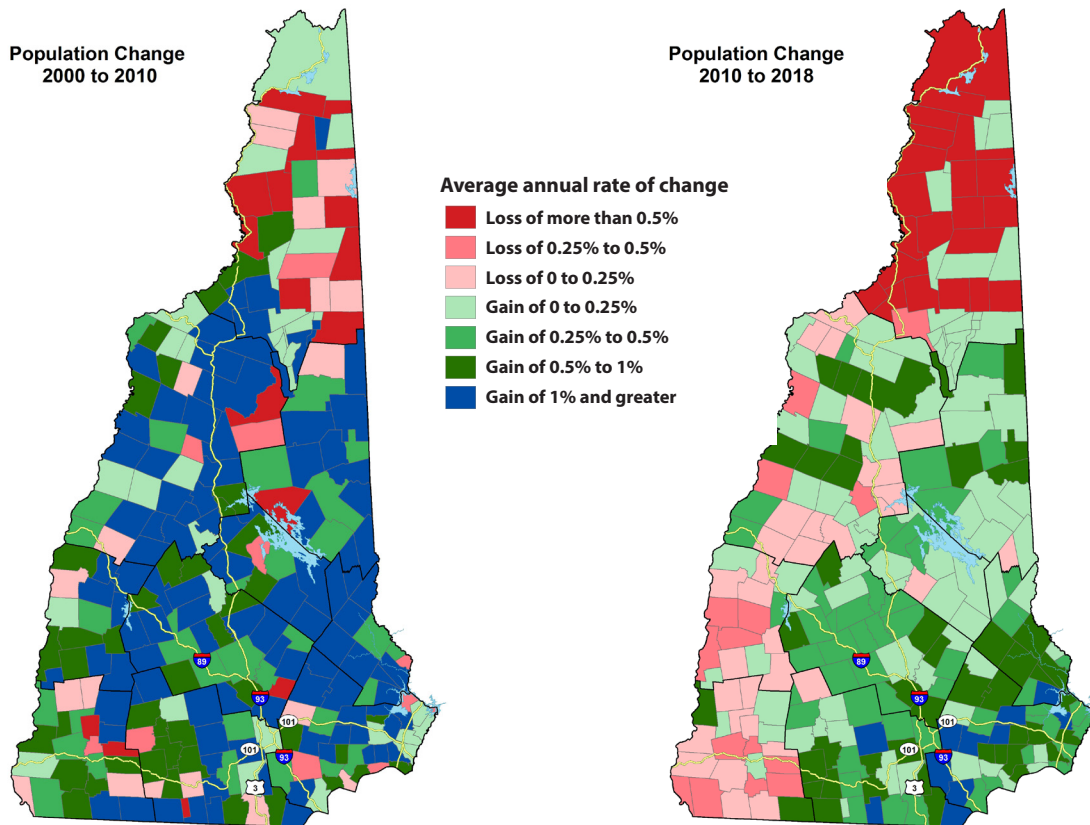 Population Change
2000 to 2010
Population Change
2010 to 2018
Average annual rate of change
Loss of more than 0.5%
Loss of 0.25% to 0.5%
Loss of 0 to 0.25%
Gain of 0 to 0.25%
Gain of 0.25% to 0.5%
Gain of 0.5% to 1%
Gain of 1% and greater
89
93
101
101
93
3
89
93
101
101
93
3